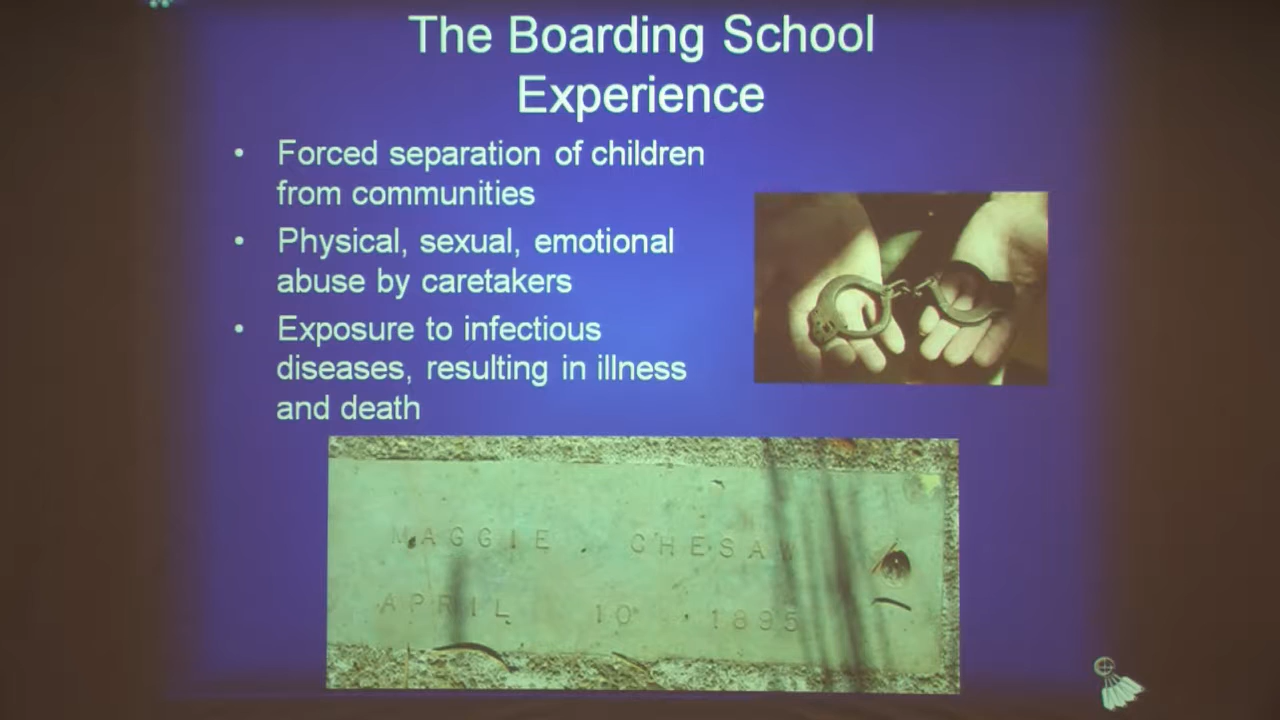 The Boarding School
Experience
• Forced separation of children
from communities
• Physical, sexual, emotional
abuse by caretakers
• Exposure to infectious
diseases, resulting in illness
and death
MAGGIE CHESAW
APRIL 10 1895